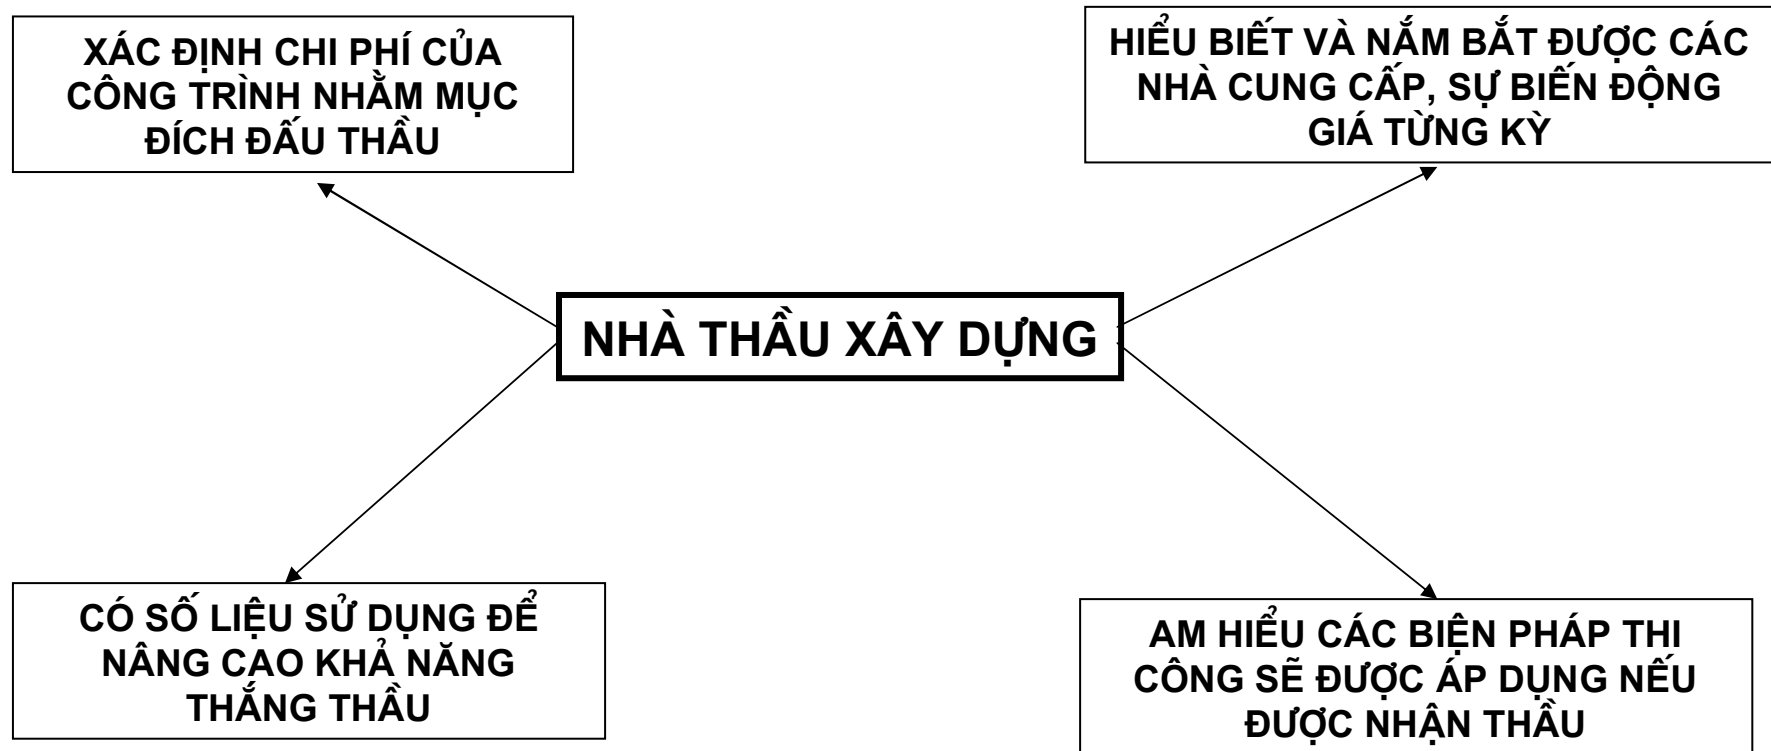 XÁC ĐỊNH CHI PHÍ CỦA
CÔNG TRÌNH NHẰM MỤC
ĐÍCH ĐẤU THẦU
HIỂU BIẾT VÀ NẮM BẮT ĐƯỢC CÁC
NHÀ CUNG CẤP, SỰ BIẾN ĐỘNG
GIÁ TỪNG KỲ
NHÀ THẦU XÂY DỰNG
CÓ SỐ LIỆU SỬ DỤNG ĐỂ
NÂNG CAO KHẢ NĂNG
THẮNG THẦU
AM HIỂU CÁC BIỆN PHÁP THI
CÔNG SẼ ĐƯỢC ÁP DỤNG NẾU
ĐƯỢC NHẬN THẦU